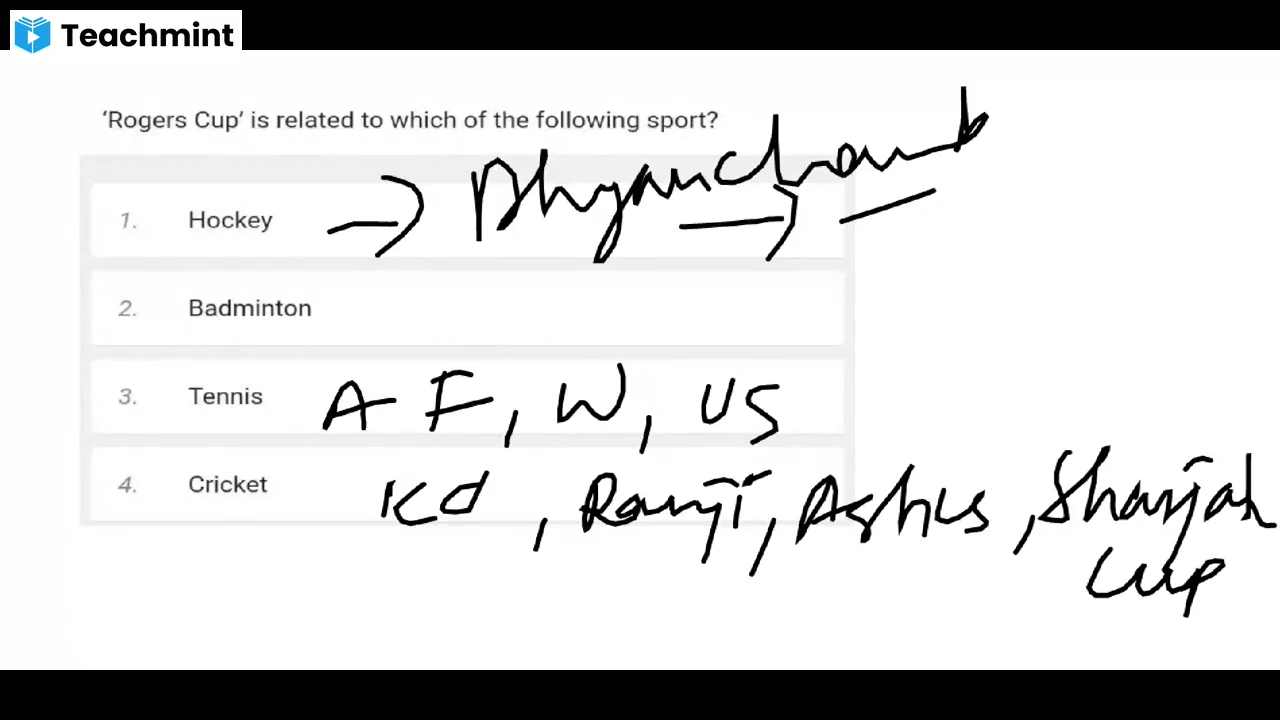 Teachmint
‘Rogers Cup’ is related to which of the following sport?
1. Hockey → Dhyanchand
2. Badminton
3. Tennis A F, W, US
4. Cricket
Kd, Ranji, Ashes, Sharjah
Cup